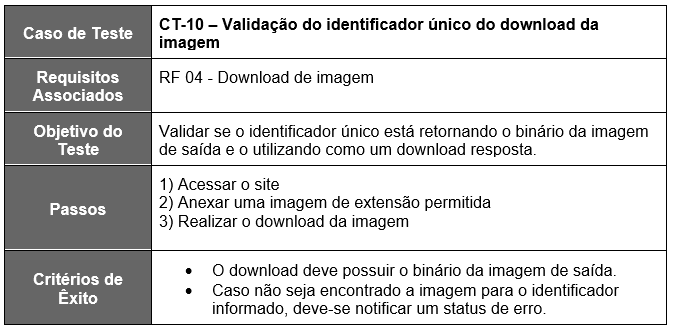 Caso de Teste
CT-10 – Validação do identificador único do download da
imagem
Requisitos
Associados
RF 04 - Download de imagem
Objetivo do
Teste
Validar se o identificador único está retornando o binário da imagem
de saída e o utilizando como um download resposta.
Passos
1) Acessar o site
2) Anexar uma imagem de extensão permitida
3) Realizar o download da imagem
Critérios de
Êxito
• O download deve possuir o binário da imagem de saída.
• Caso não seja encontrado a imagem para o identificador
informado, deve-se notificar um status de erro.